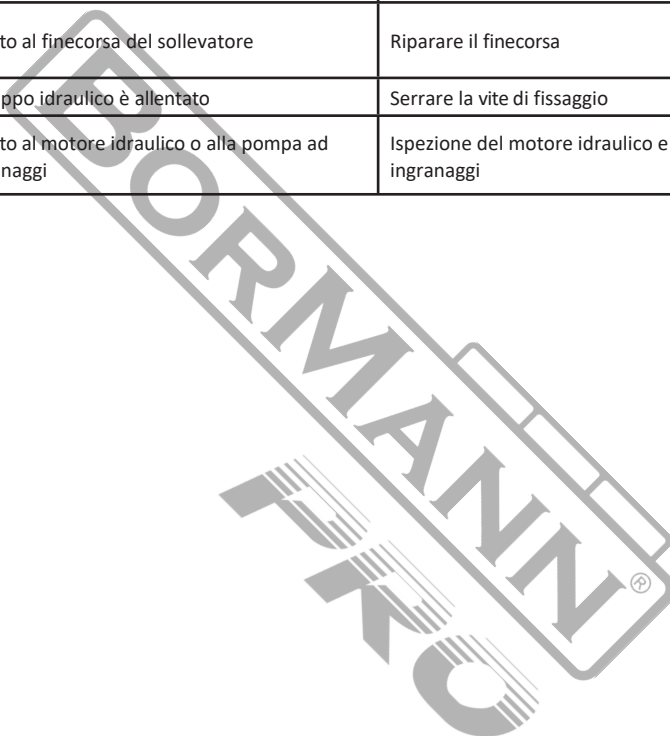 to al finecorsa del sollevatore
Riparare il finecorsa
ppo idraulico è allentato
Serrare la vite di fissaggio
to al motore idraulico o alla pompa ad
naggi
Ispezione del motore idraulico e
ingranaggi
BORMANN®
PRO